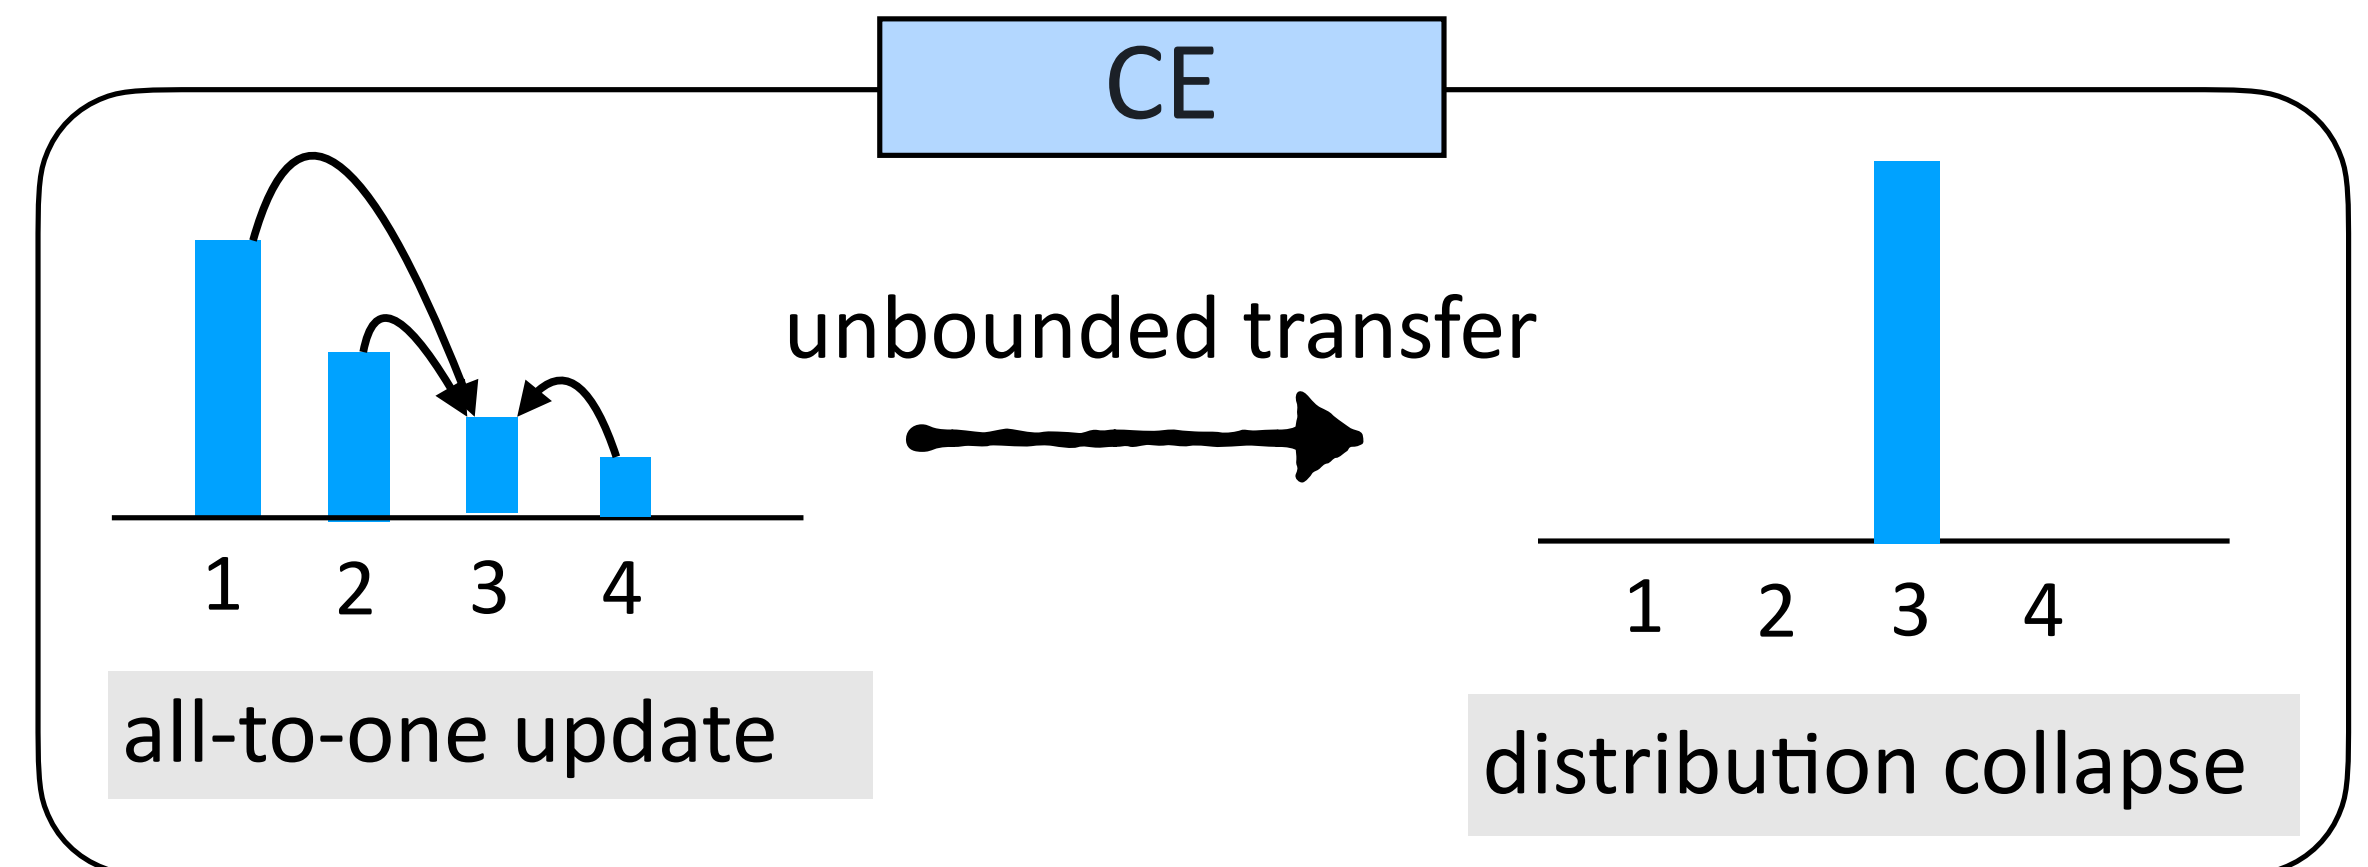 CE
unbounded transfer
1 2 3 4
1 2 3 4
all-to-one update
distribution collapse